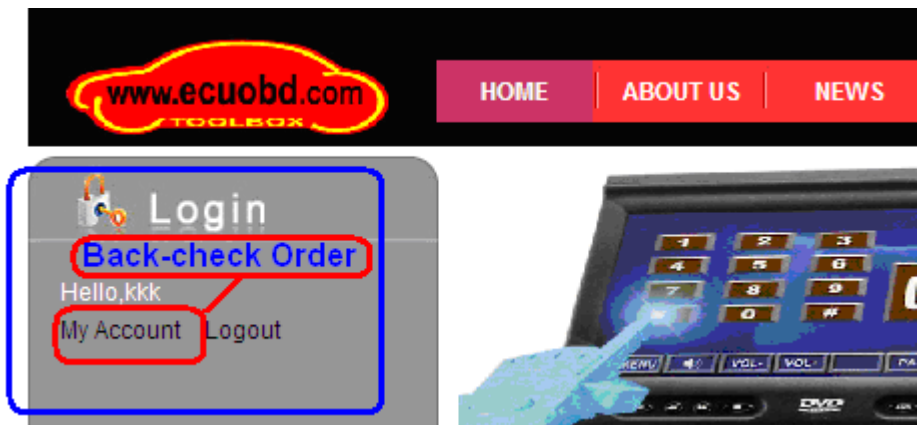 www.ecuobd.com
TOOLBOX
HOME ABOUT US NEWS
Login
Back-check Order
Hello,kkk
My Account Logout
1 2 3
4 5 6
7 8 9
0 #
MENU VOL- VOL-
DVD